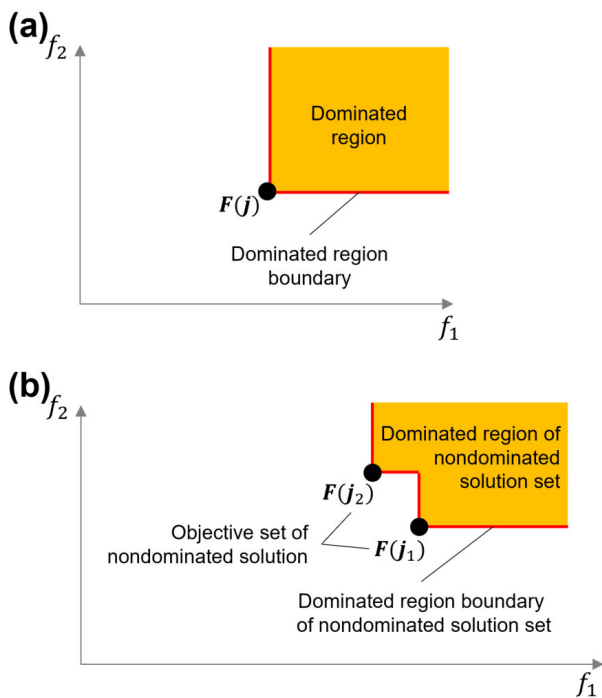 (a)
f₂
Dominated
region
F(j)
Dominated region
boundary
f₁
(b)
f₂
Dominated region of
nondominated
solution set
F(j₂)
Objective set of
nondominated solution
F(j₁)
Dominated region boundary
of nondominated solution set
f₁